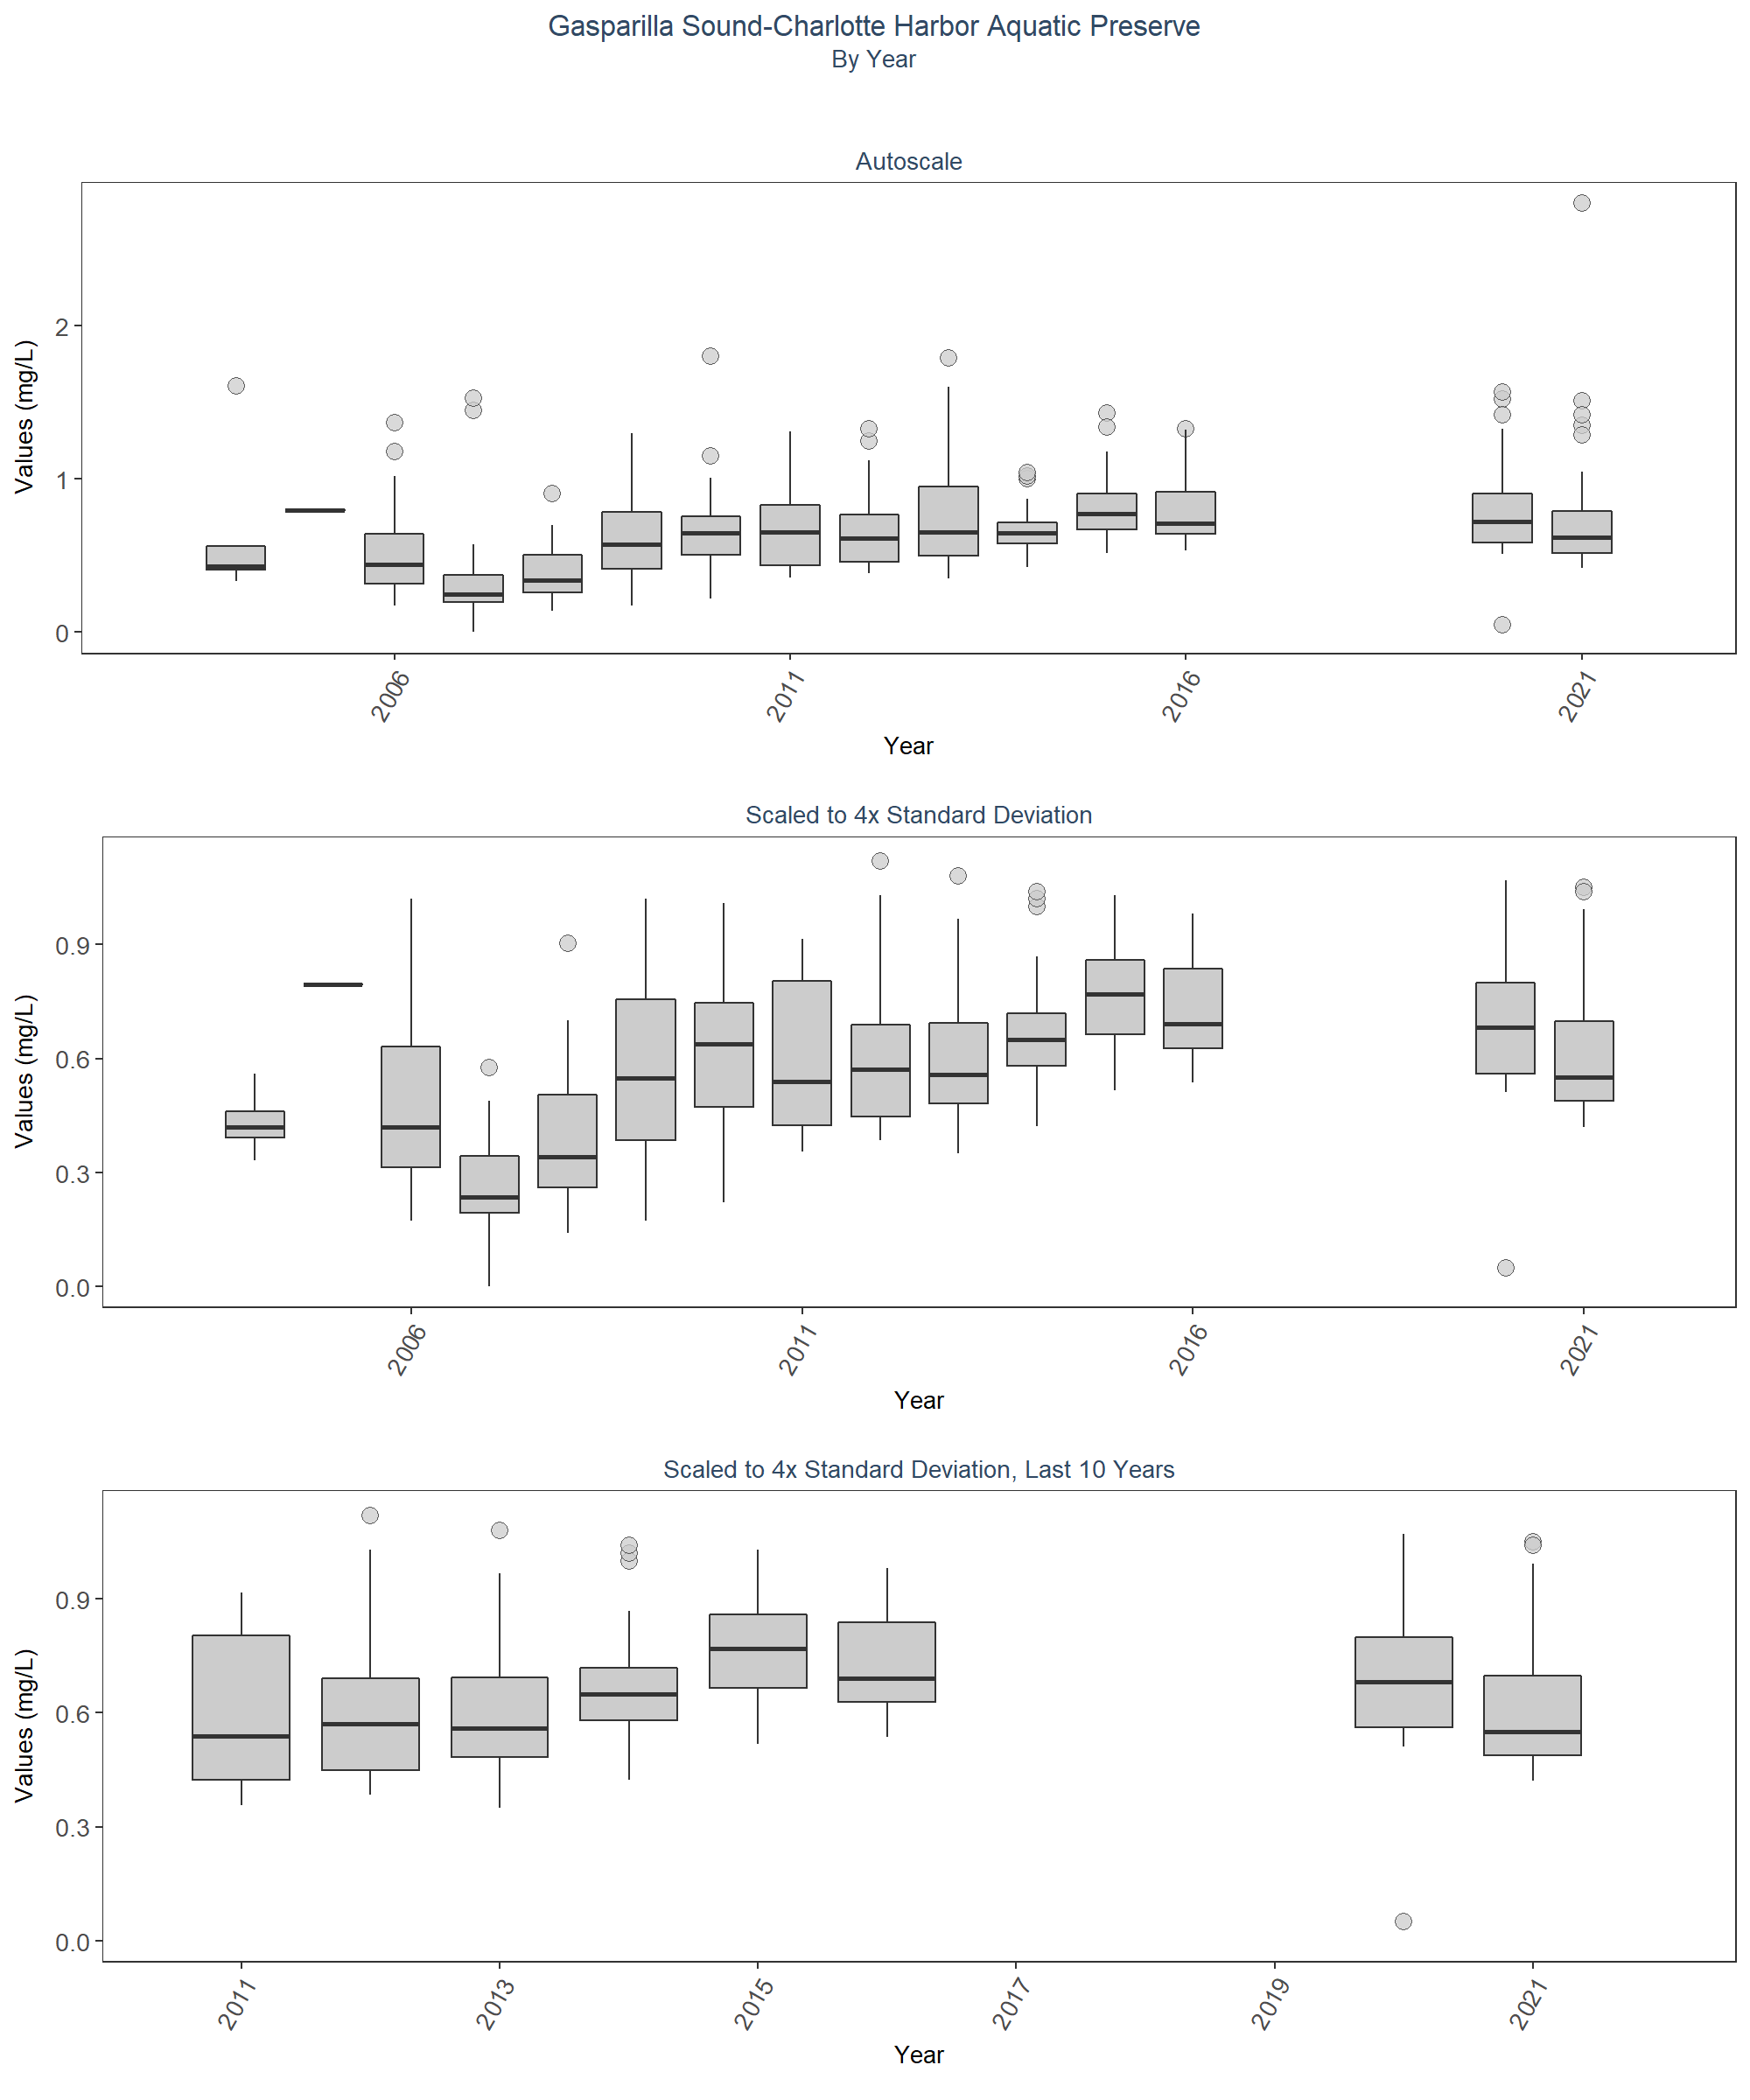 Gasparilla Sound-Charlotte Harbor Aquatic Preserve
By Year
Autoscale
Values (mg/L)
2
1
0
2006
2011
2016
2021
Year
Scaled to 4x Standard Deviation
Values (mg/L)
0.9
0.6
0.3
0.0
2006
2011
2016
2021
Year
Scaled to 4x Standard Deviation, Last 10 Years
Values (mg/L)
0.9
0.6
0.3
0.0
2011
2013
2015
2017
2019
2021
Year